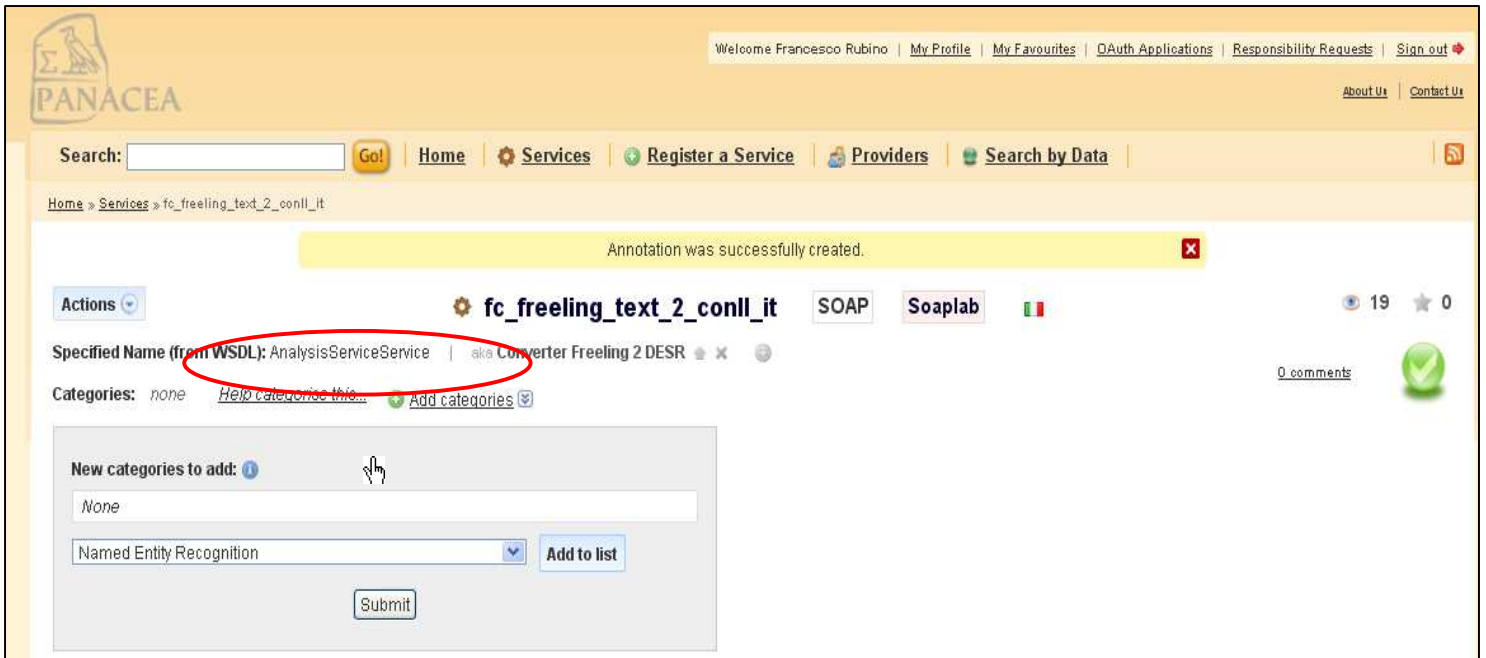 Welcome Francesco Rubino | My Profile | My Favourites | OAuth Applications | Responsibility Requests | Sign out
Σ
PANACEA
About Us | Contact Us
Search: Go! | Home | Services | Register a Service | Providers | Search by Data |
Home » Services » fc_freeling_text_2_conll_it
Annotation was successfully created.
Actions fc_freeling_text_2_conll_it SOAP Soaplab 19 0
Specified Name (from WSDL): AnalysisServiceService | aka Converter Freeling 2 DESR
0 comments
Categories: none Help categorise this... Add categories
New categories to add:
None
Named Entity Recognition Add to list
Submit